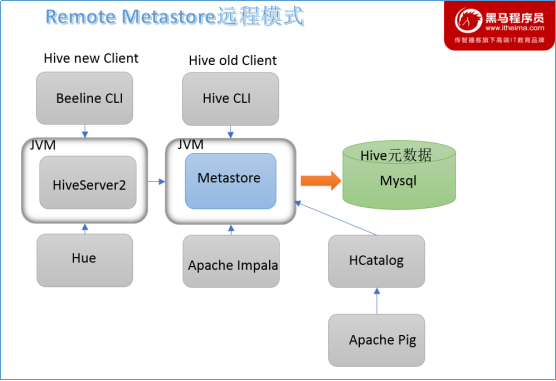 Remote Metastore远程模式
黑马程序员
www.itheima.com
传智播客旗下高端IT教育品牌
Hive new Client
Hive old Client
Beeline CLI
Hive CLI
JVM
JVM
HiveServer2
Metastore
Hive元数据
Mysql
Hue
Apache Impala
HCatalog
Apache Pig